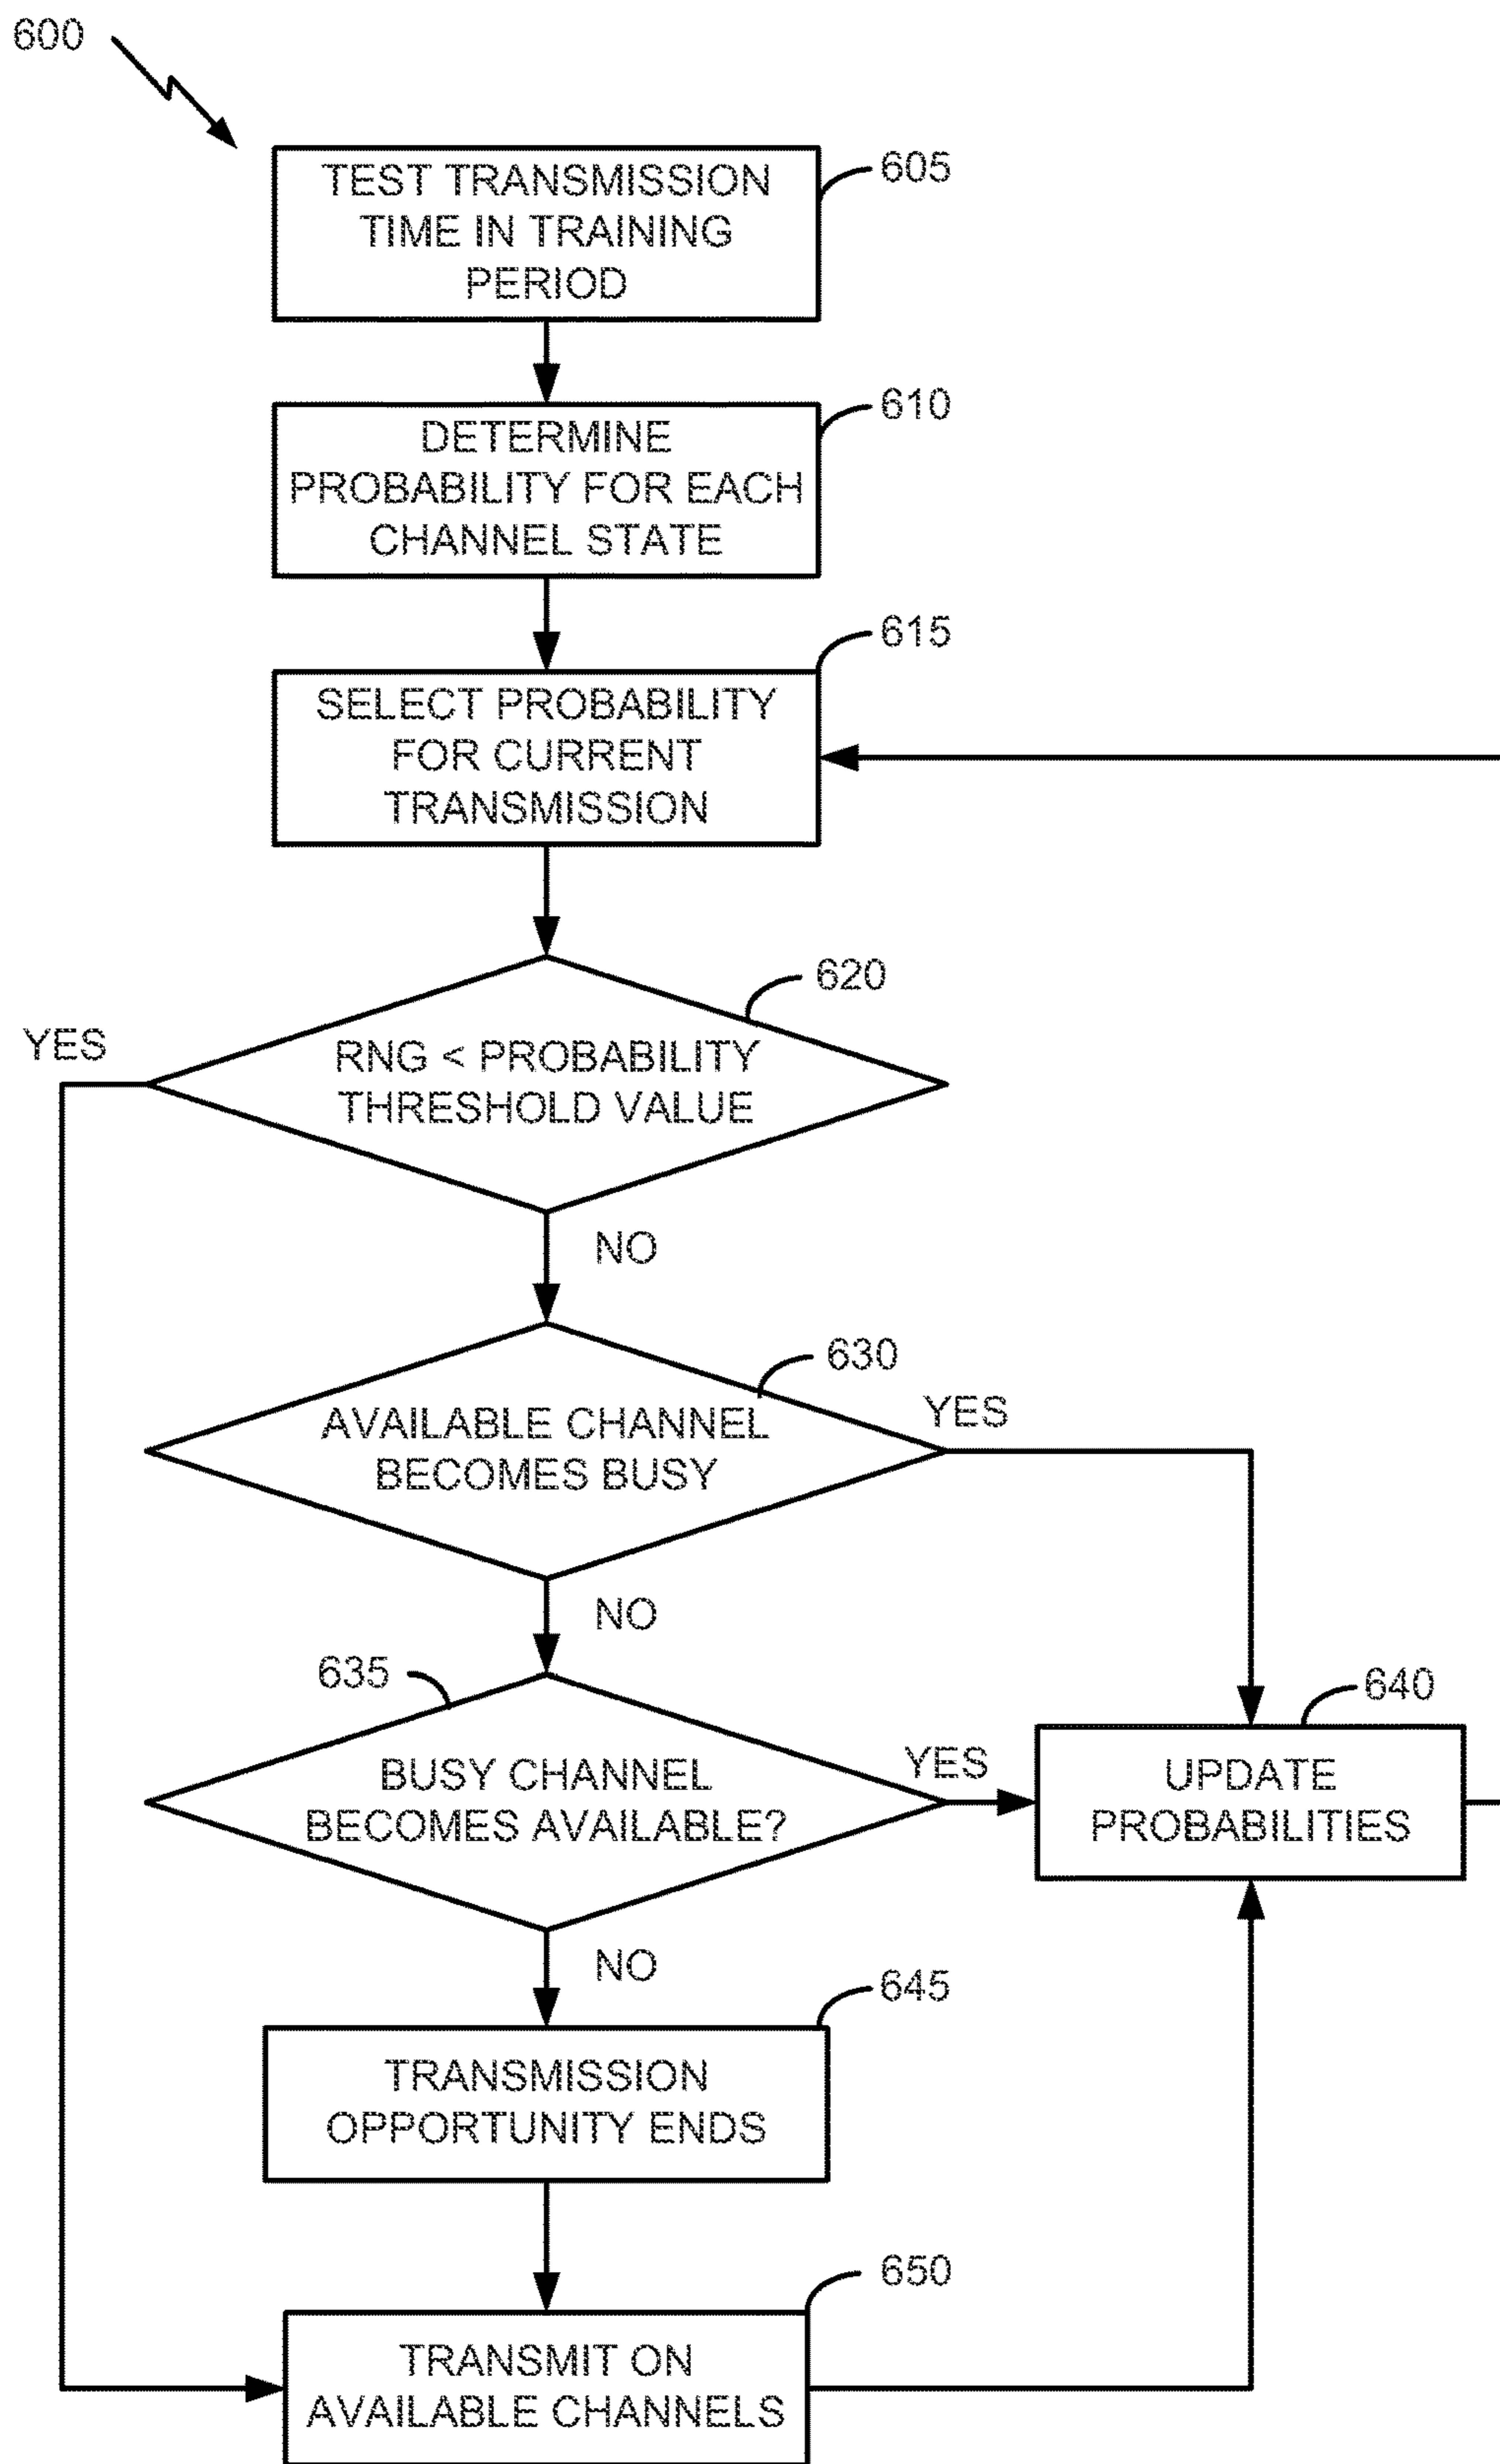 600
TEST TRANSMISSION
TIME IN TRAINING
PERIOD
605
DETERMINE
PROBABILITY FOR EACH
CHANNEL STATE
610
SELECT PROBABILITY
FOR CURRENT
TRANSMISSION
615
RNG < PROBABILITY
THRESHOLD VALUE
620
YES
NO
AVAILABLE CHANNEL
BECOMES BUSY
630
YES
NO
635
BUSY CHANNEL
BECOMES AVAILABLE?
YES
NO
UPDATE
PROBABILITIES
640
TRANSMISSION
OPPORTUNITY ENDS
645
TRANSMIT ON
AVAILABLE CHANNELS
650